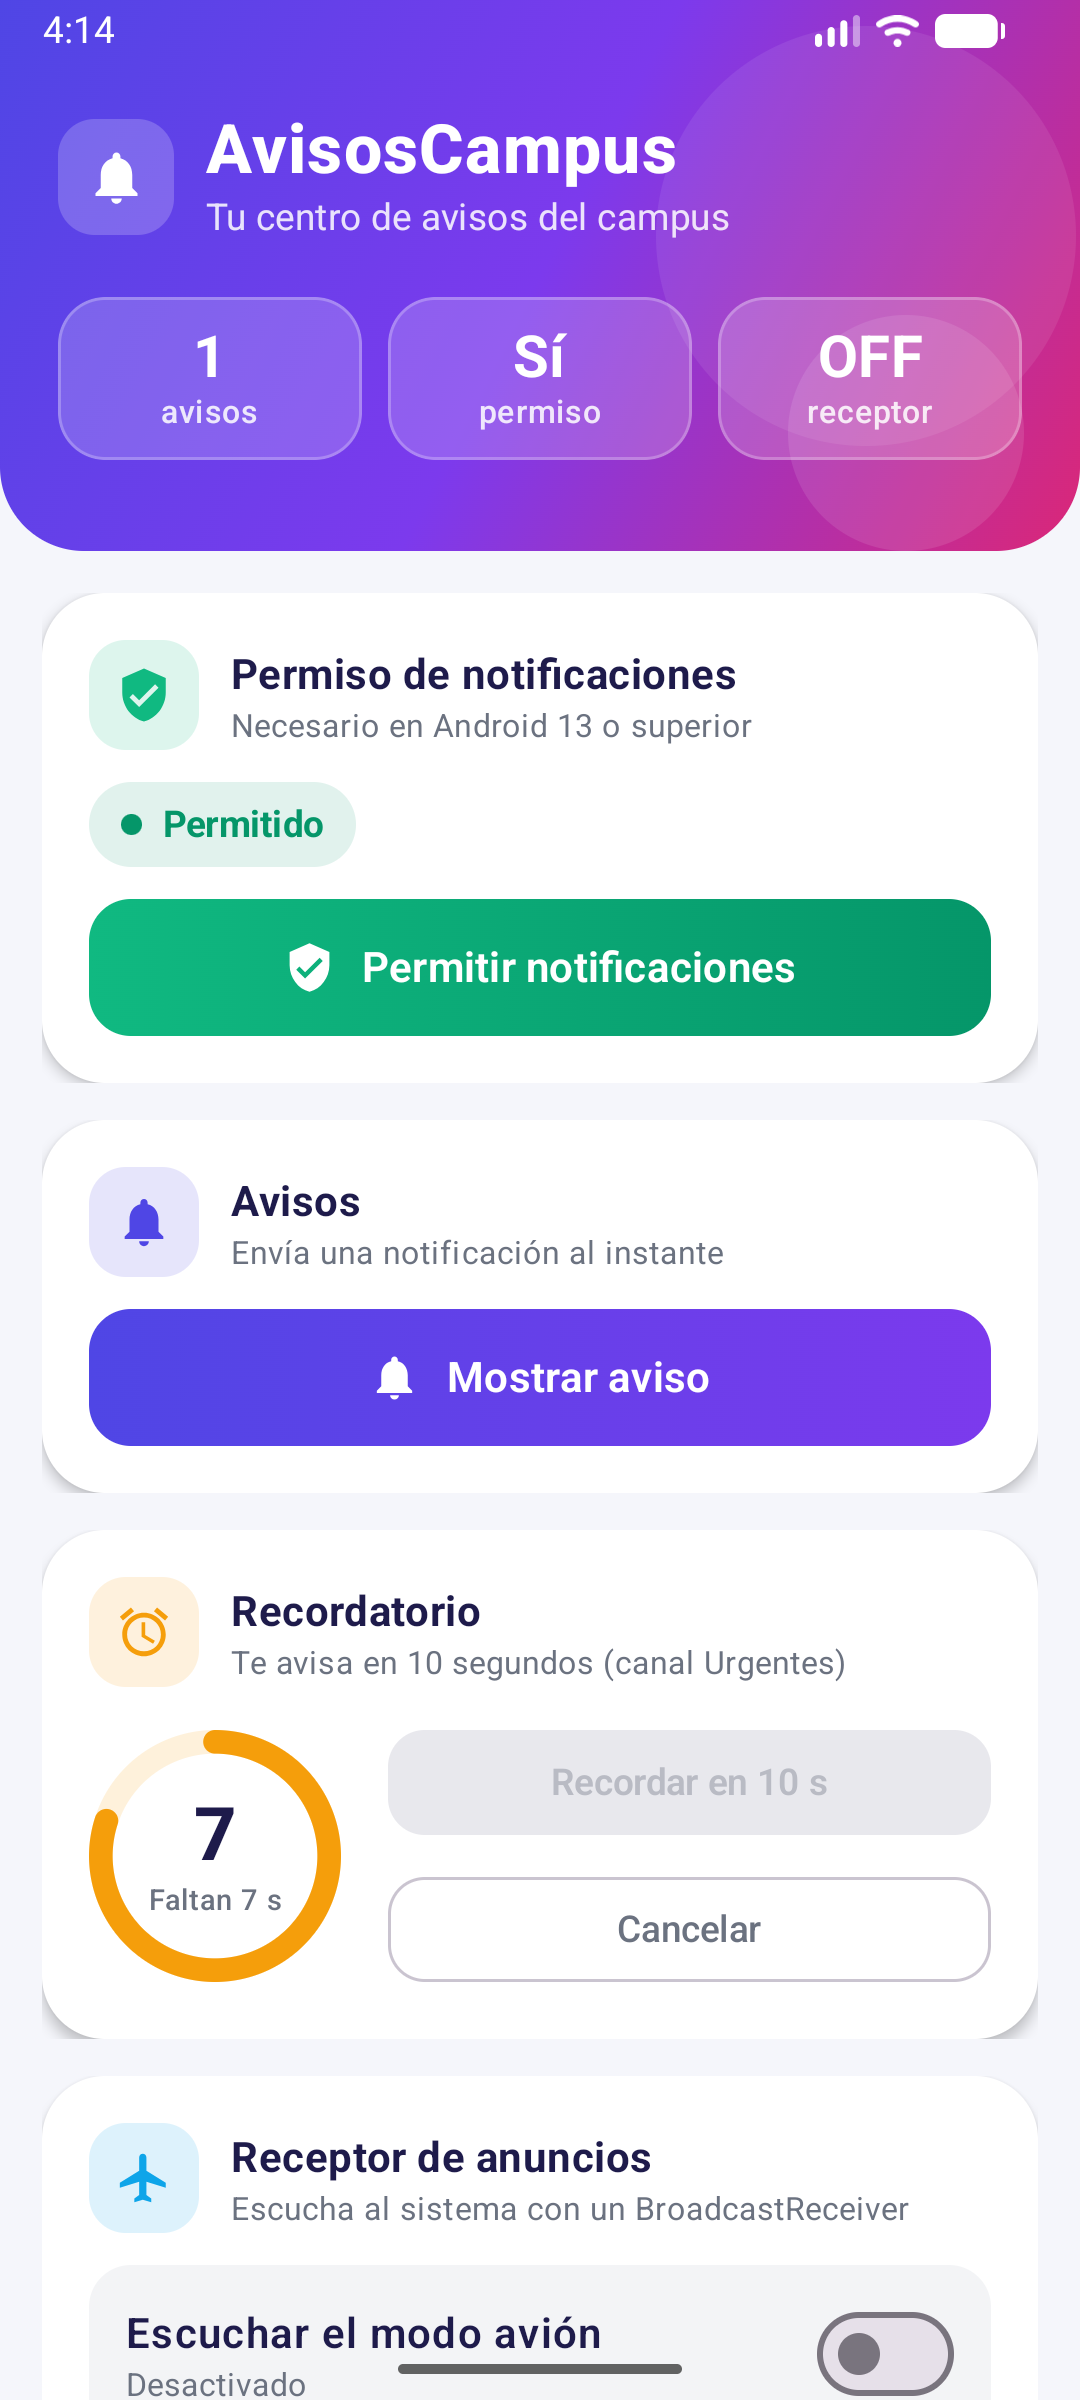 4:14
AvisosCampus
Tu centro de avisos del campus
1
avisos
Sí
permiso
OFF
receptor
Permiso de notificaciones
Necesario en Android 13 o superior
Permitido
Permitir notificaciones
Avisos
Envía una notificación al instante
Mostrar aviso
Recordatorio
Te avisa en 10 segundos (canal Urgentes)
7
Faltan 7 s
Recordar en 10 s
Cancelar
Receptor de anuncios
Escucha al sistema con un BroadcastReceiver
Escuchar el modo avión
Desactivado